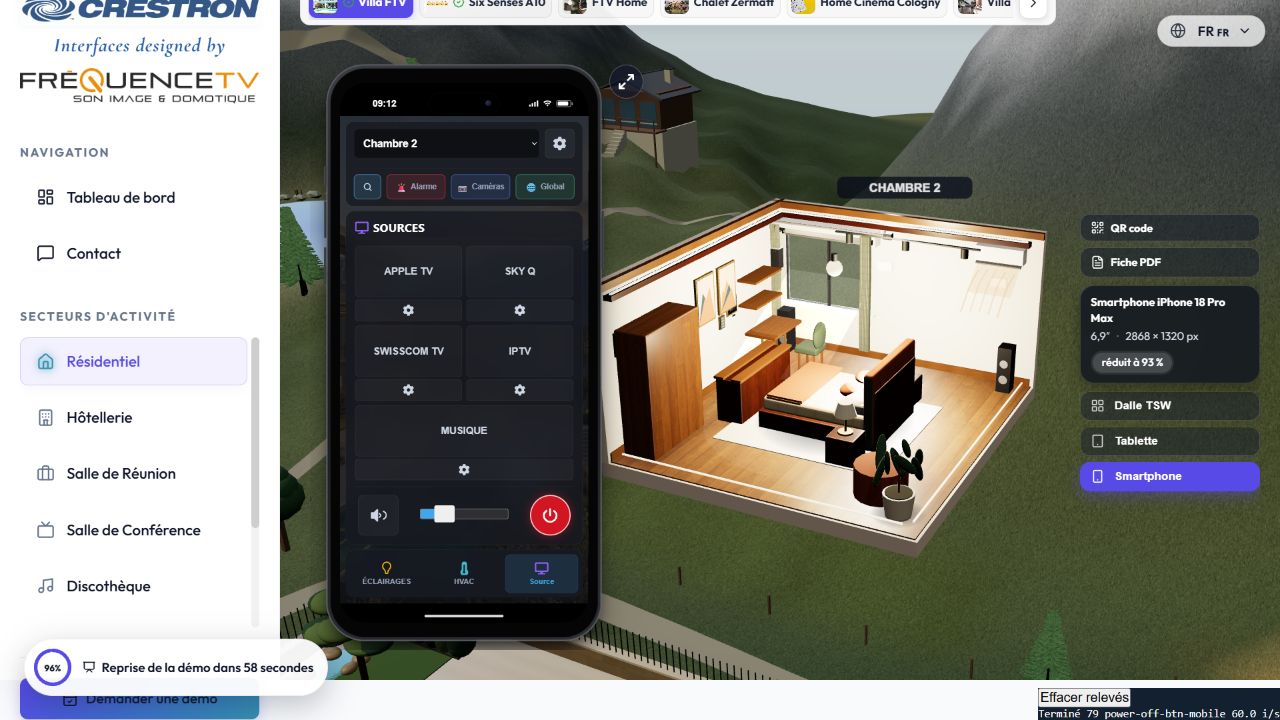 CRESTRON
Interfaces designed by
FRÉQUENCETV
SON IMAGE & DOMOTIQUE
NAVIGATION
Tableau de bord
Contact
SECTEURS D'ACTIVITÉ
Résidentiel
Hôtellerie
Salle de Réunion
Salle de Conférence
Discothèque
96%
Reprise de la démo dans 58 secondes
Demander une démo
Villa FTV
Six Senses A10
FTV Home
Chalet Zermatt
Home Cinema Cologny
Villa
FR FR
09:12
Chambre 2
Alarme
Caméras
Global
SOURCES
APPLE TV
SKY Q
SWISSCOM TV
IPTV
MUSIQUE
ÉCLAIRAGES
HVAC
Source
CHAMBRE 2
QR code
Fiche PDF
Smartphone iPhone 18 Pro
Max
6,9″ · 2868 × 1320 px
réduit à 93 %
Dalle TSW
Tablette
Smartphone
Effacer relevés
Terminé 79 power-off-btn-mobile 60.0 i/s